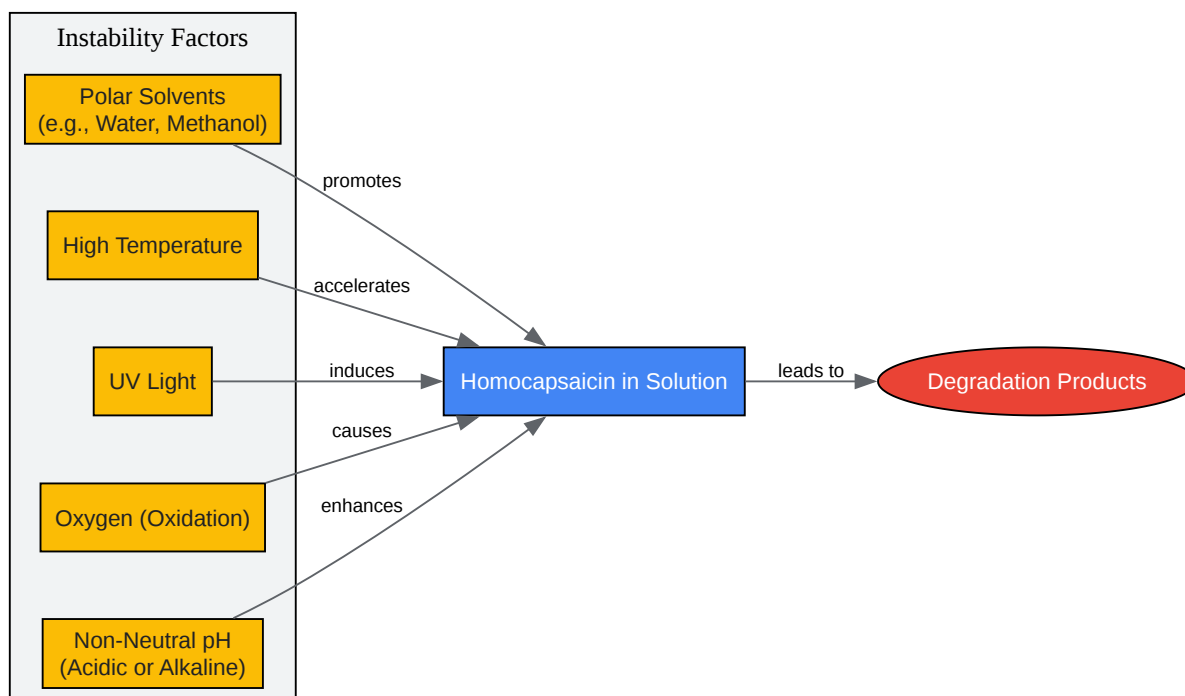 Instability Factors
Polar Solvents
(e.g., Water, Methanol)
promotes
High Temperature
accelerates
UV Light
induces
Homocapsaicin in Solution
leads to
Degradation Products
causes
Oxygen (Oxidation)
enhances
Non-Neutral pH
(Acidic or Alkaline)